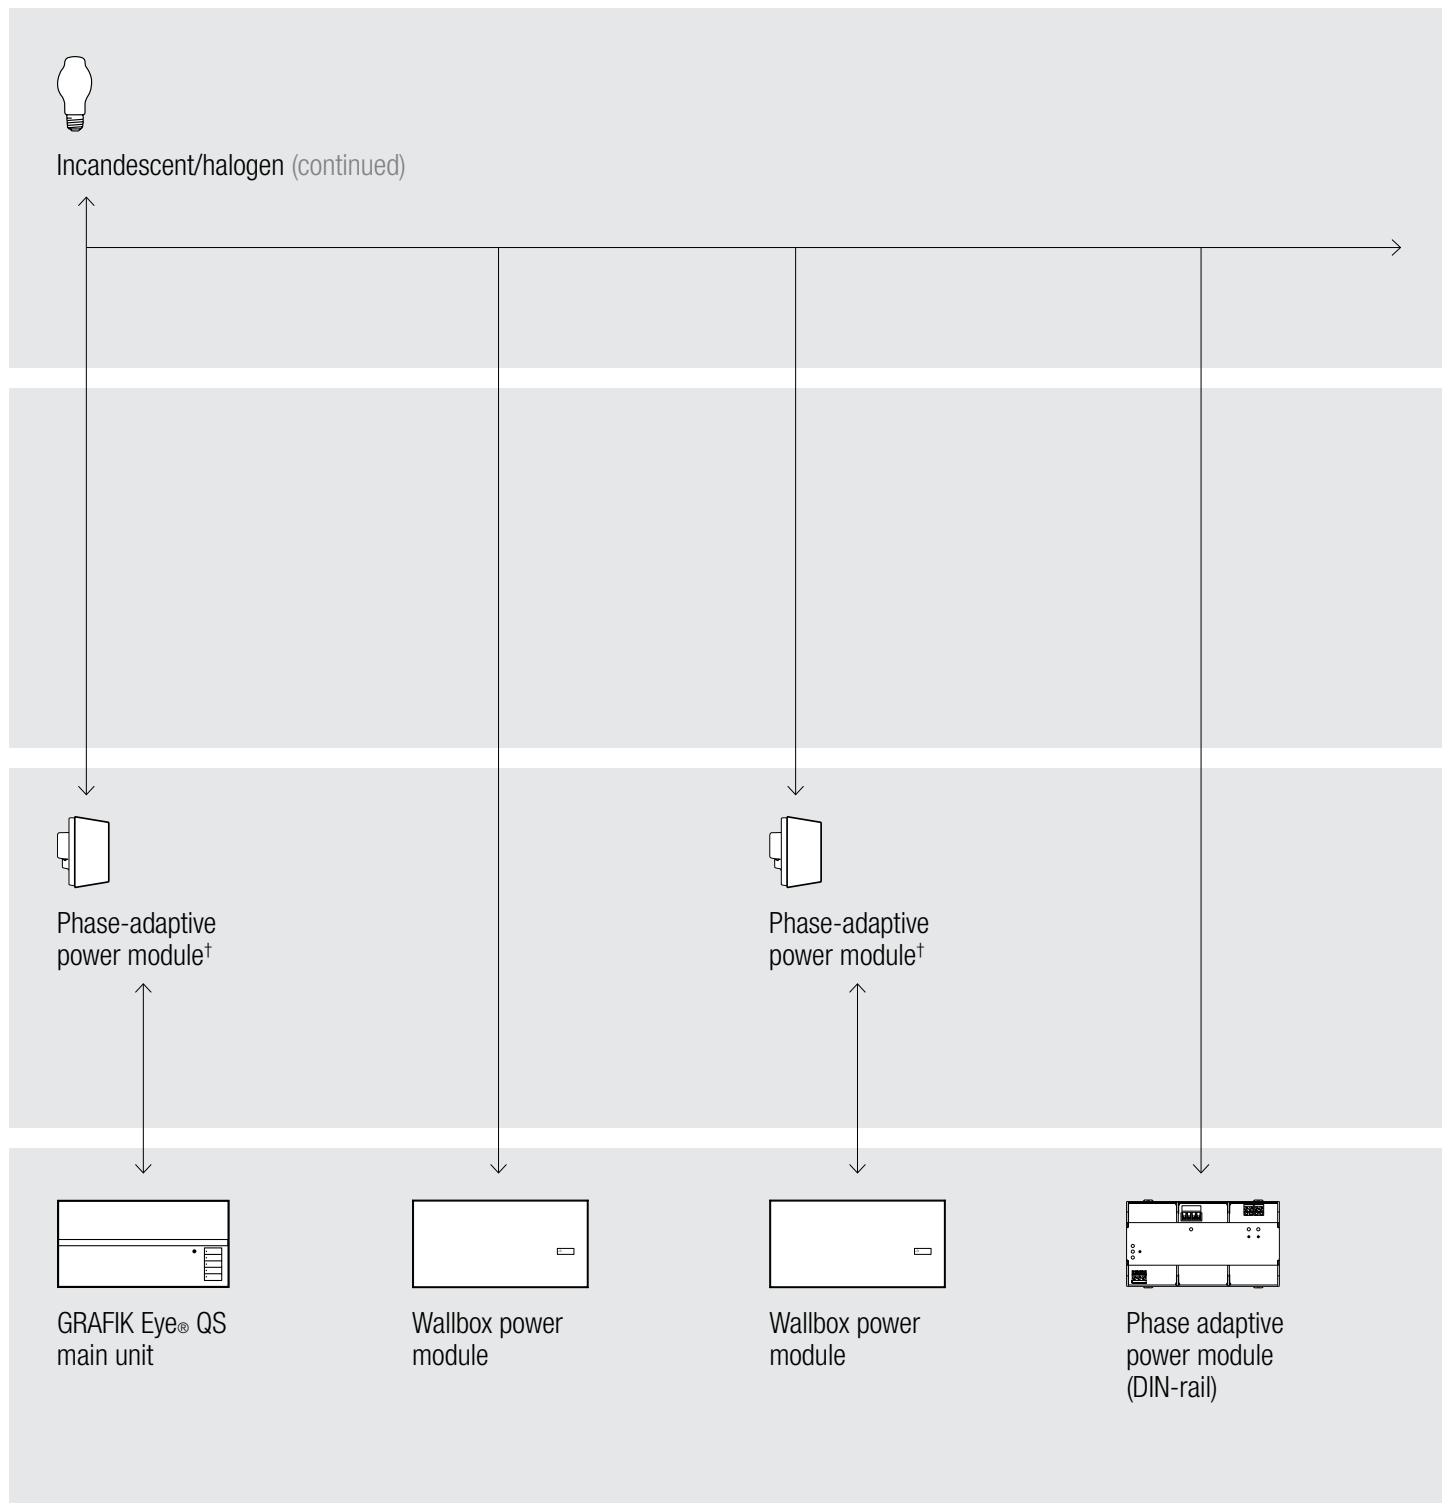 Incandescent/halogen (continued)
Phase-adaptive
power module†
Phase-adaptive
power module†
GRAFIK Eye® QS
main unit
Wallbox power
module
Wallbox power
module
Phase adaptive
power module
(DIN-rail)